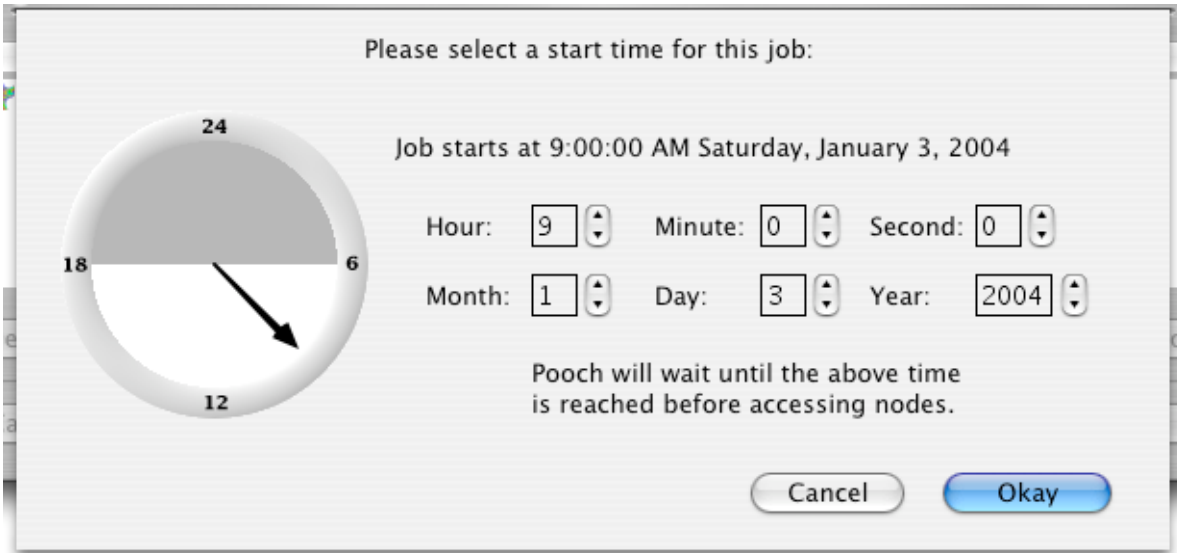 Please select a start time for this job:
24
18
6
12
Job starts at 9:00:00 AM Saturday, January 3, 2004
Hour: 9 Minute: 0 Second: 0
Month: 1 Day: 3 Year: 2004
Pooch will wait until the above time
is reached before accessing nodes.
Cancel Okay